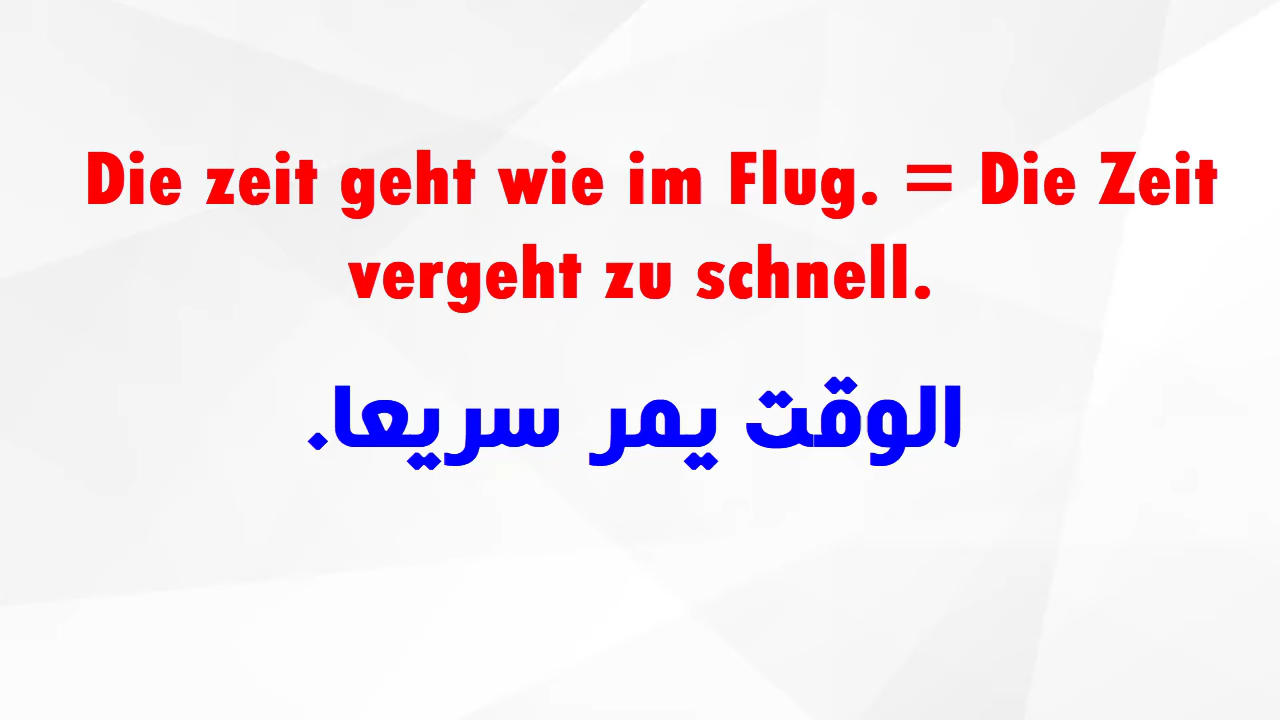 Die zeit geht wie im Flug. = Die Zeit
vergeht zu schnell.
الوقت يمر سريعا.